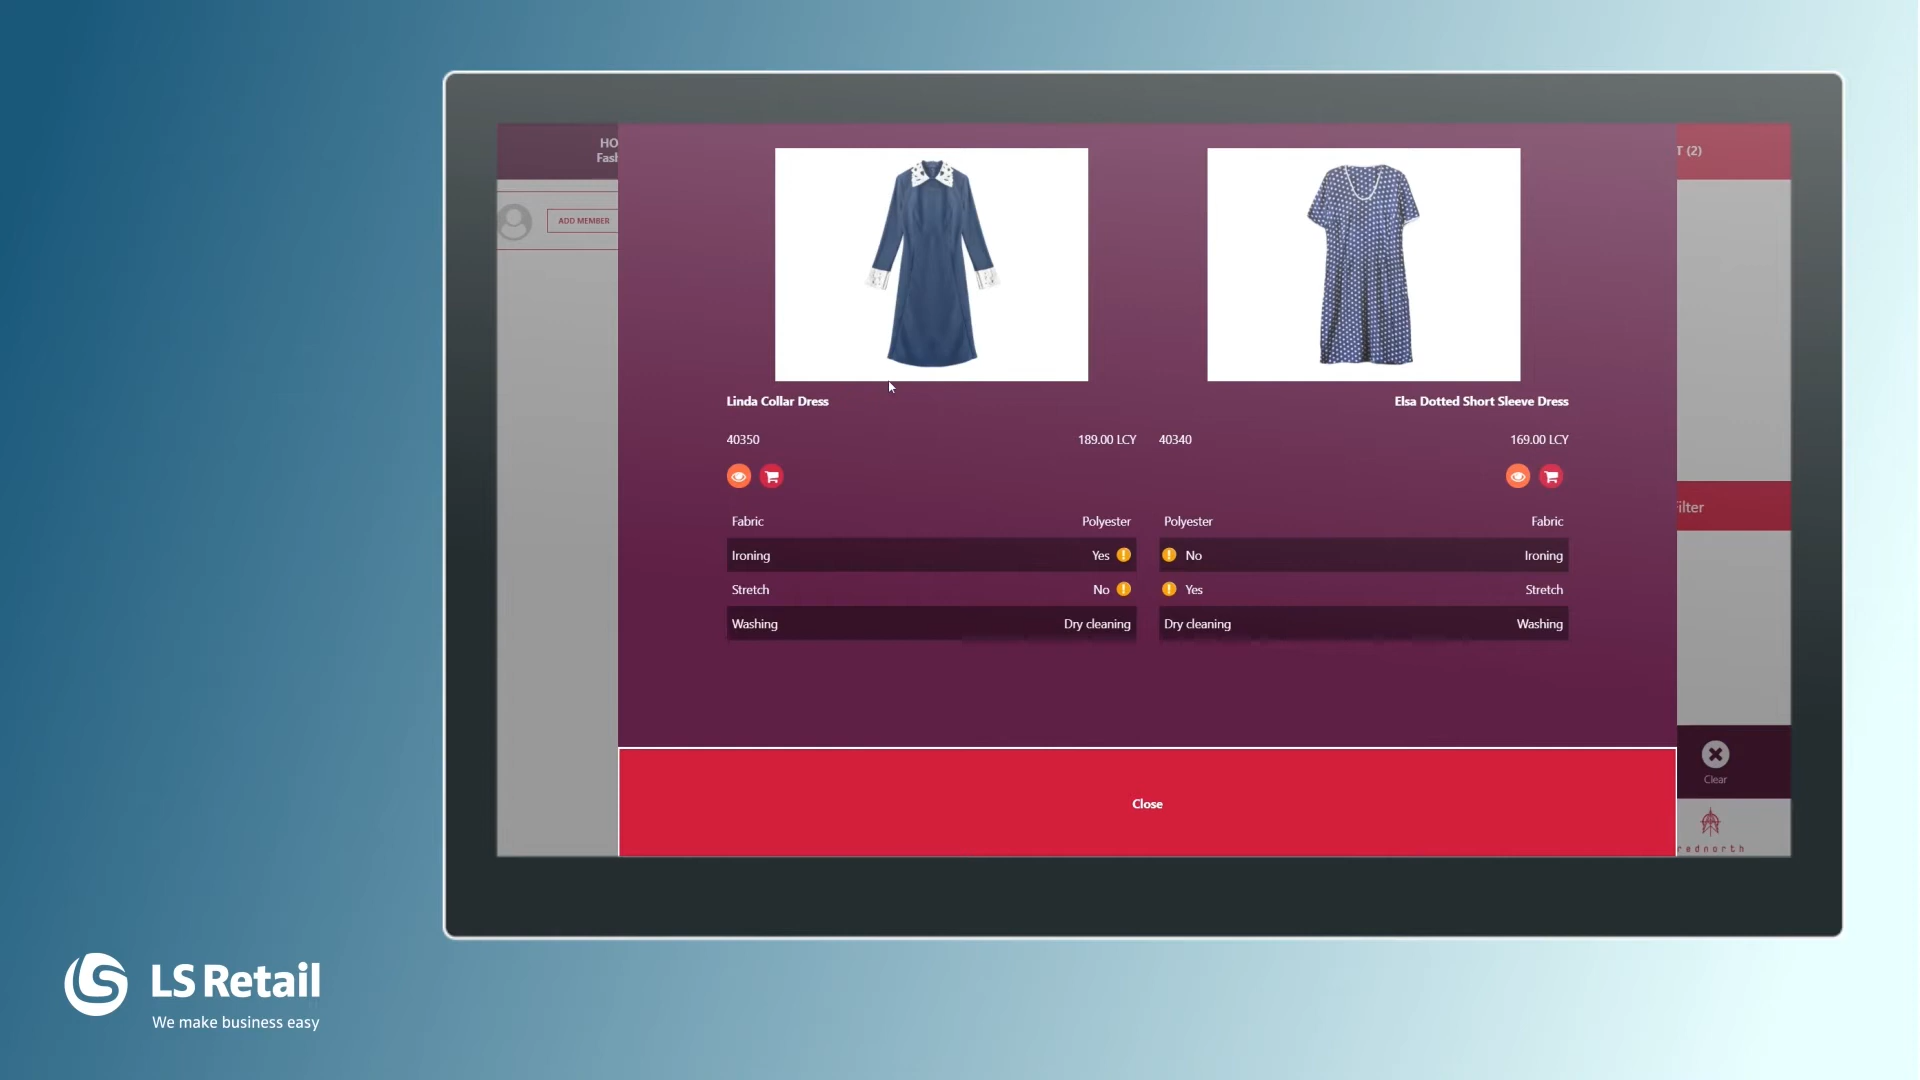 HO
Fash
T (2)
ADD MEMBER
Linda Collar Dress
Elsa Dotted Short Sleeve Dress
40350
189.00 LCY
40340
169.00 LCY
Fabric
Polyester
Polyester
Fabric
Ironing
Yes
No
Ironing
Stretch
No
Yes
Stretch
Washing
Dry cleaning
Dry cleaning
Washing
ilter
Clear
rednorth
Close
LS Retail
We make business easy